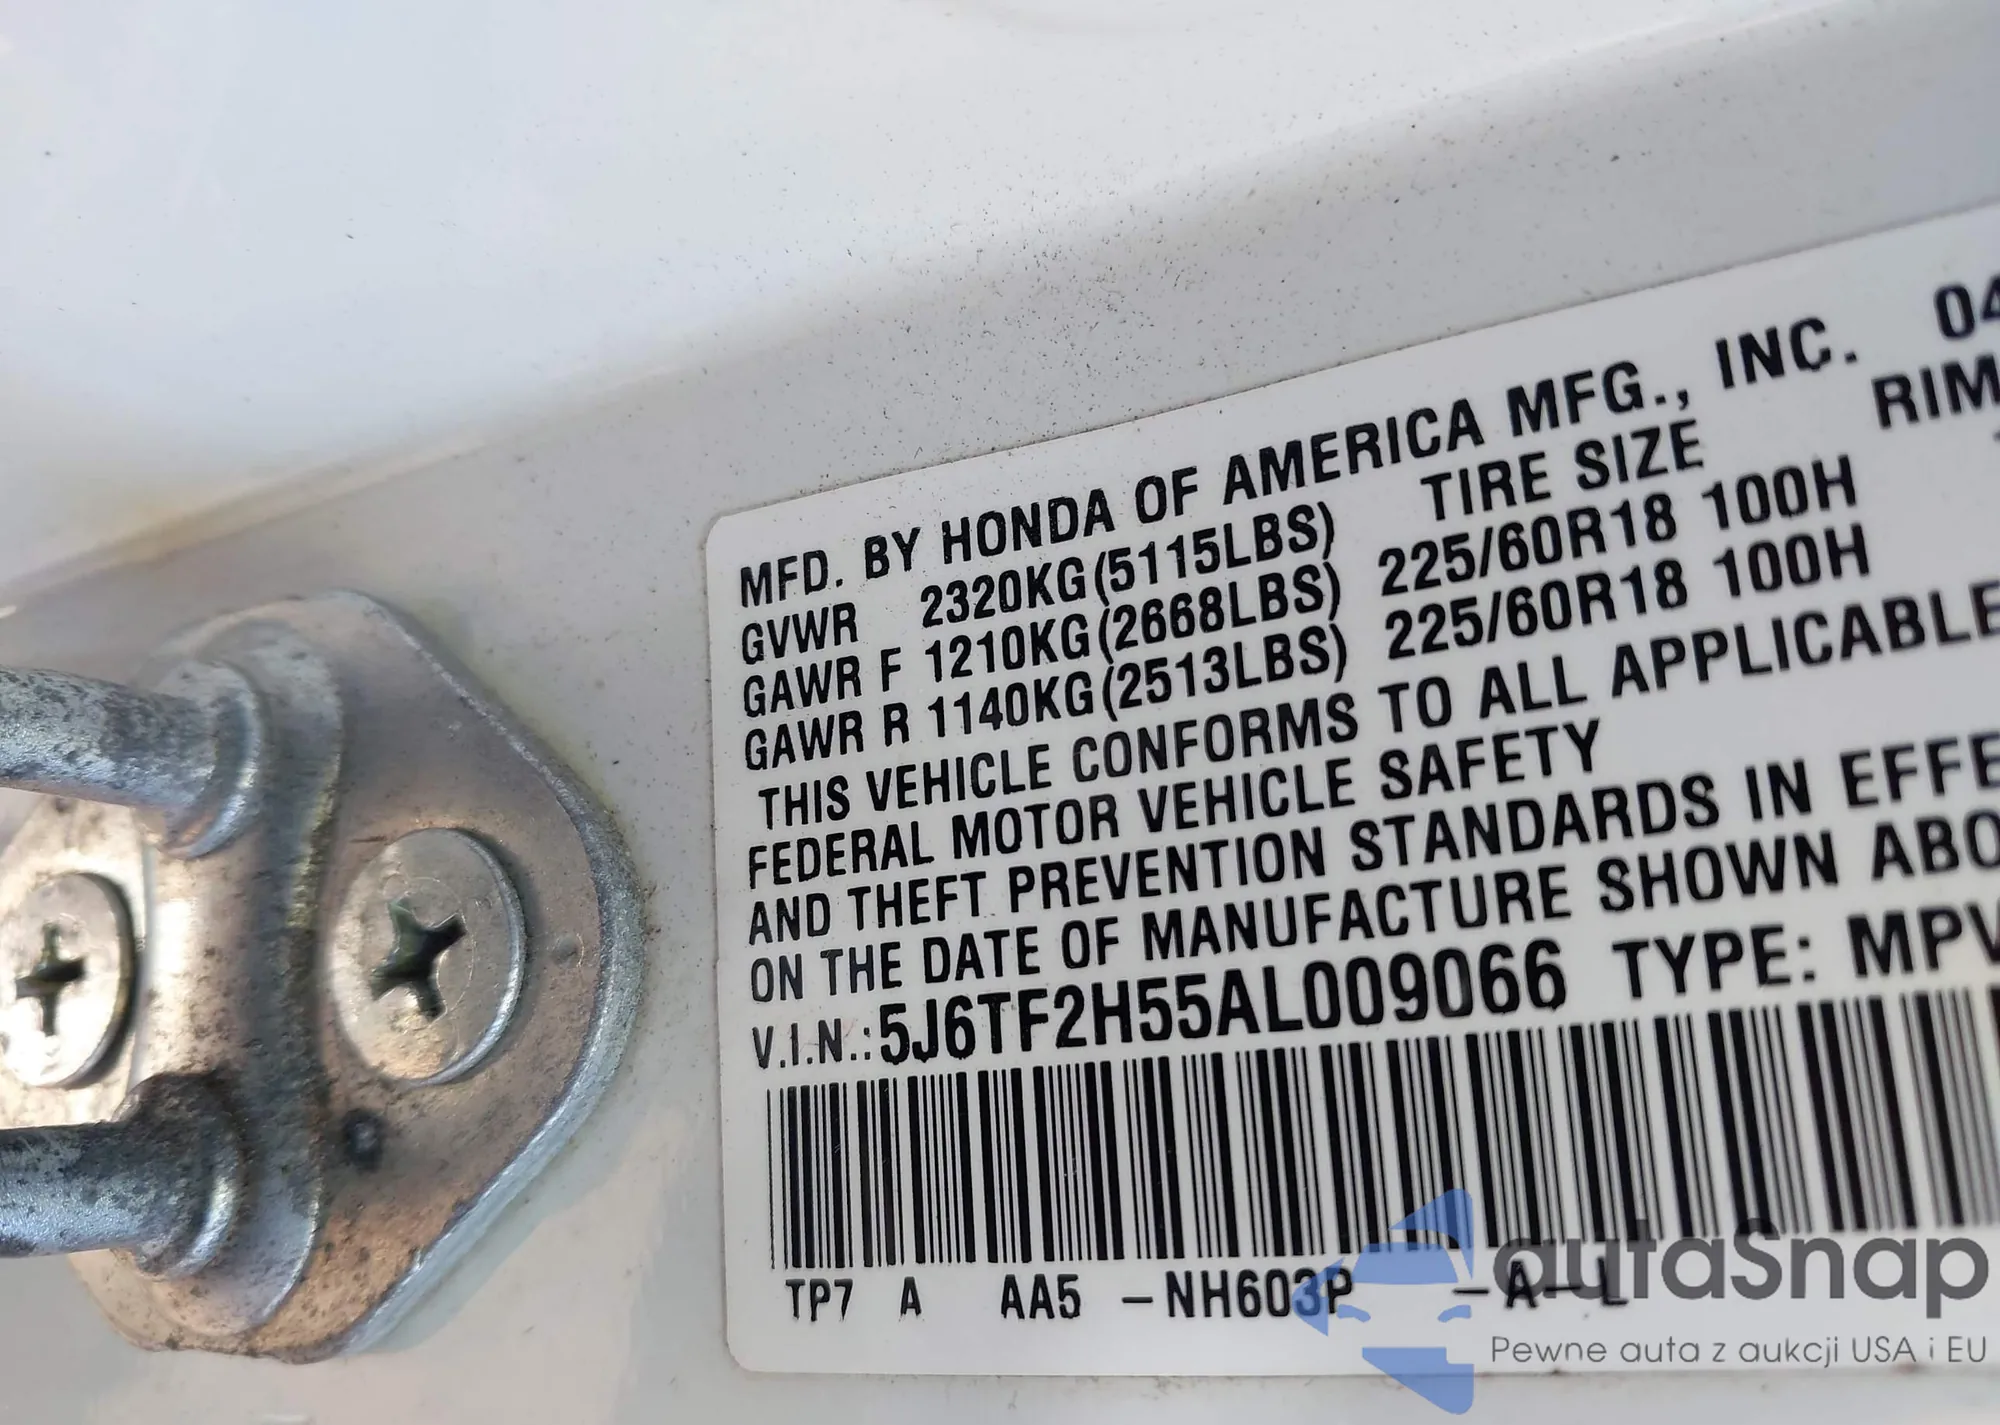 MFD. BY HONDA OF AMERICA MFG., INC. 04
GVWR 2320KG(5115LBS) TIRE SIZE RIM
GAWR F 1210KG(2668LBS) 225/60R18 100H
GAWR R 1140KG(2513LBS) 225/60R18 100H
THIS VEHICLE CONFORMS TO ALL APPLICABLE
FEDERAL MOTOR VEHICLE SAFETY
AND THEFT PREVENTION STANDARDS IN EFFE
ON THE DATE OF MANUFACTURE SHOWN ABO
V.I.N.: 5J6TF2H55AL009066 TYPE: MPV
TP7 A AA5 -NH603P -A-L
autaSnap
Pewne auta z aukcji USA i EU